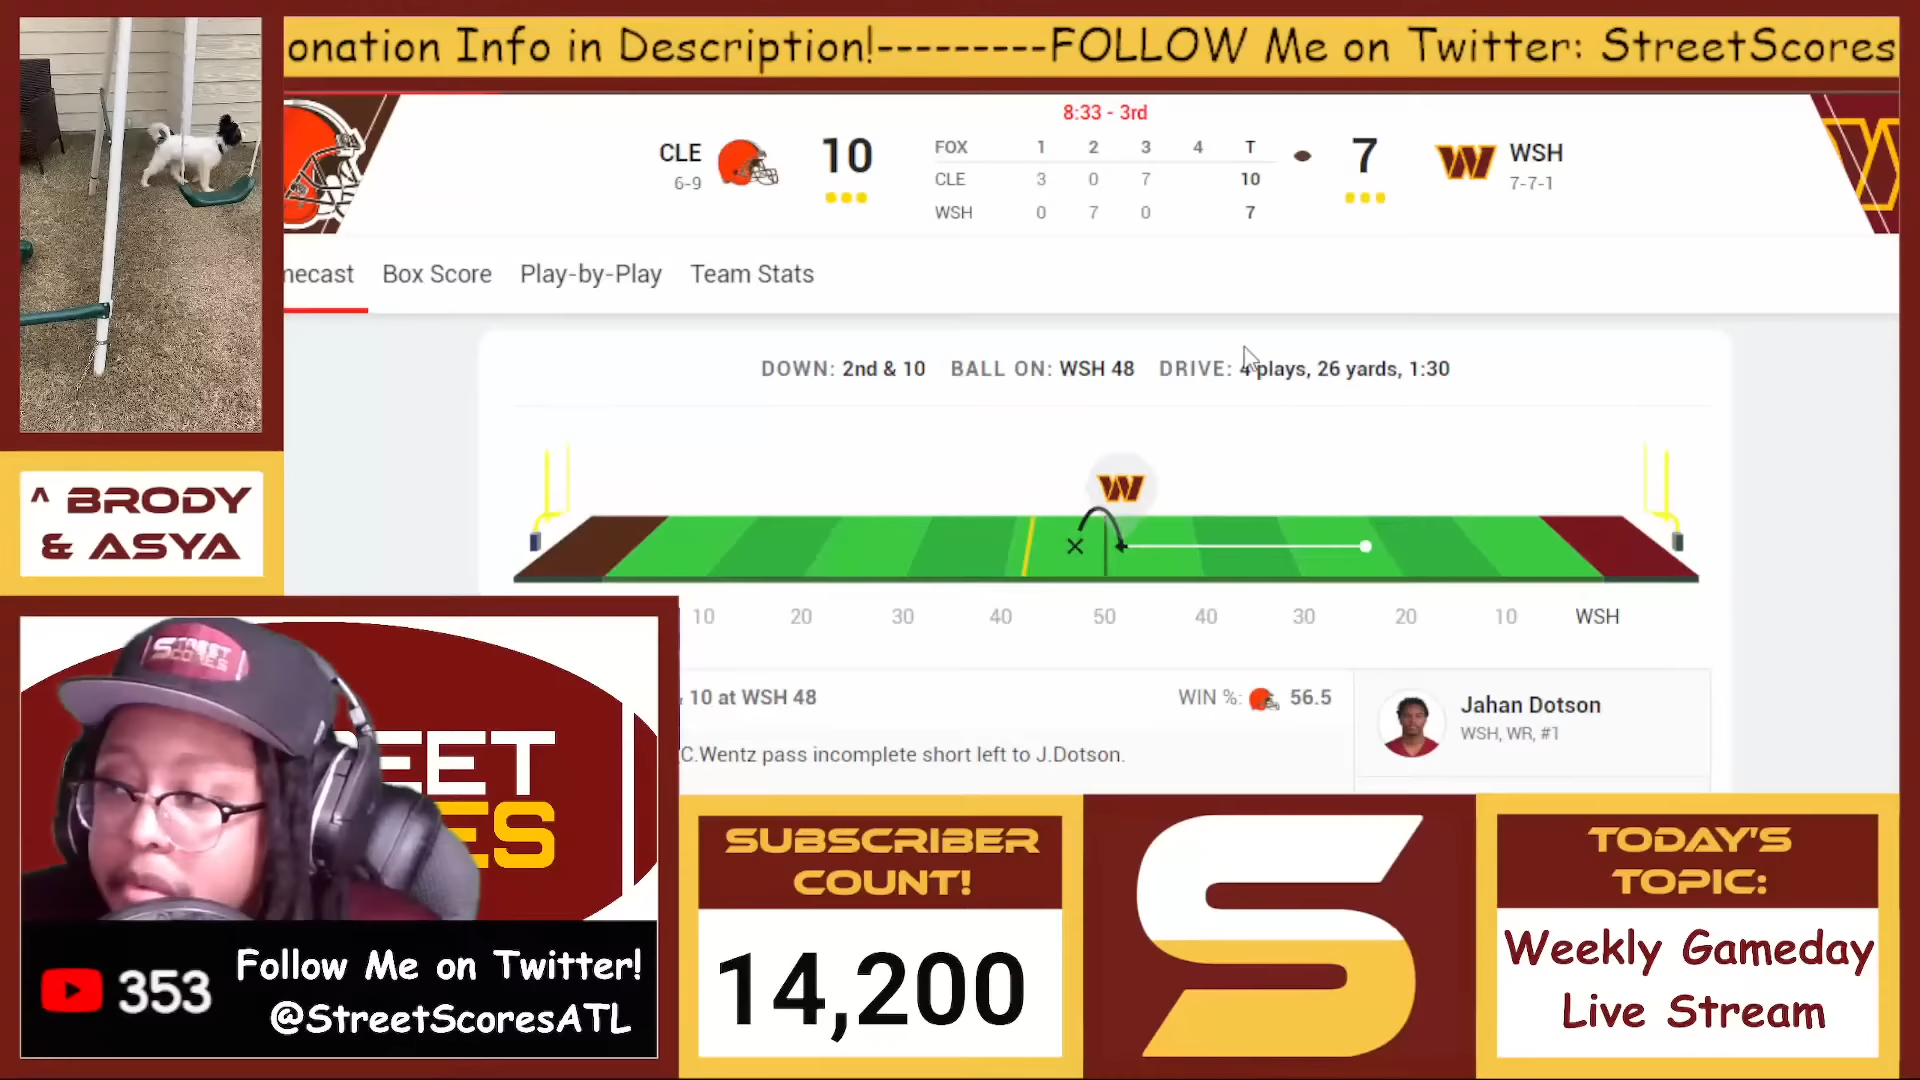 onation Info in Description!---------FOLLOW Me on Twitter: StreetScores
8:33 - 3rd
CLE
6-9
10
FOX 1 2 3 4 T
CLE 3 0 7 10
WSH 0 7 0 7
7
WSH
7-7-1
necast Box Score Play-by-Play Team Stats
DOWN: 2nd & 10 BALL ON: WSH 48 DRIVE: 4 plays, 26 yards, 1:30
10 20 30 40 50 40 30 20 10 WSH
10 at WSH 48
WIN %: 56.5
C.Wentz pass incomplete short left to J.Dotson.
Jahan Dotson
WSH, WR, #1
^ BRODY
& ASYA
STREET
SCORES
EET
ES
353
Follow Me on Twitter!
@StreetScoresATL
SUBSCRIBER
COUNT!
14,200
S
TODAY'S
TOPIC:
Weekly Gameday
Live Stream